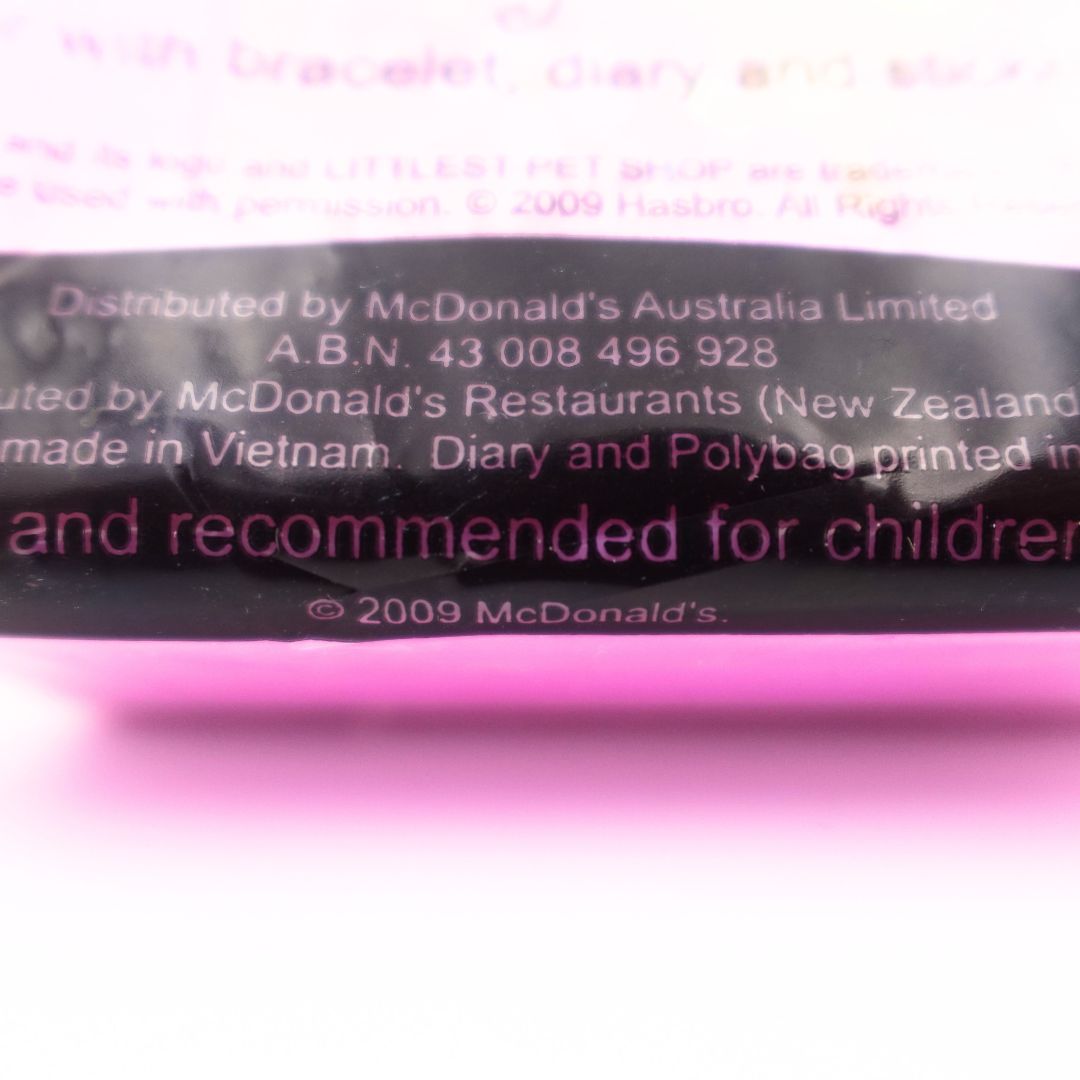 with bracelet, diary and
and its logo and LITTLEST PET SHOP are
used with permission. © 2009 Hasbro. All Rights
Distributed by McDonald's Australia Limited
A.B.N. 43 008 496 928
uted by McDonald's Restaurants (New Zealand
made in Vietnam. Diary and Polybag printed in
and recommended for children
© 2009 McDonald's.